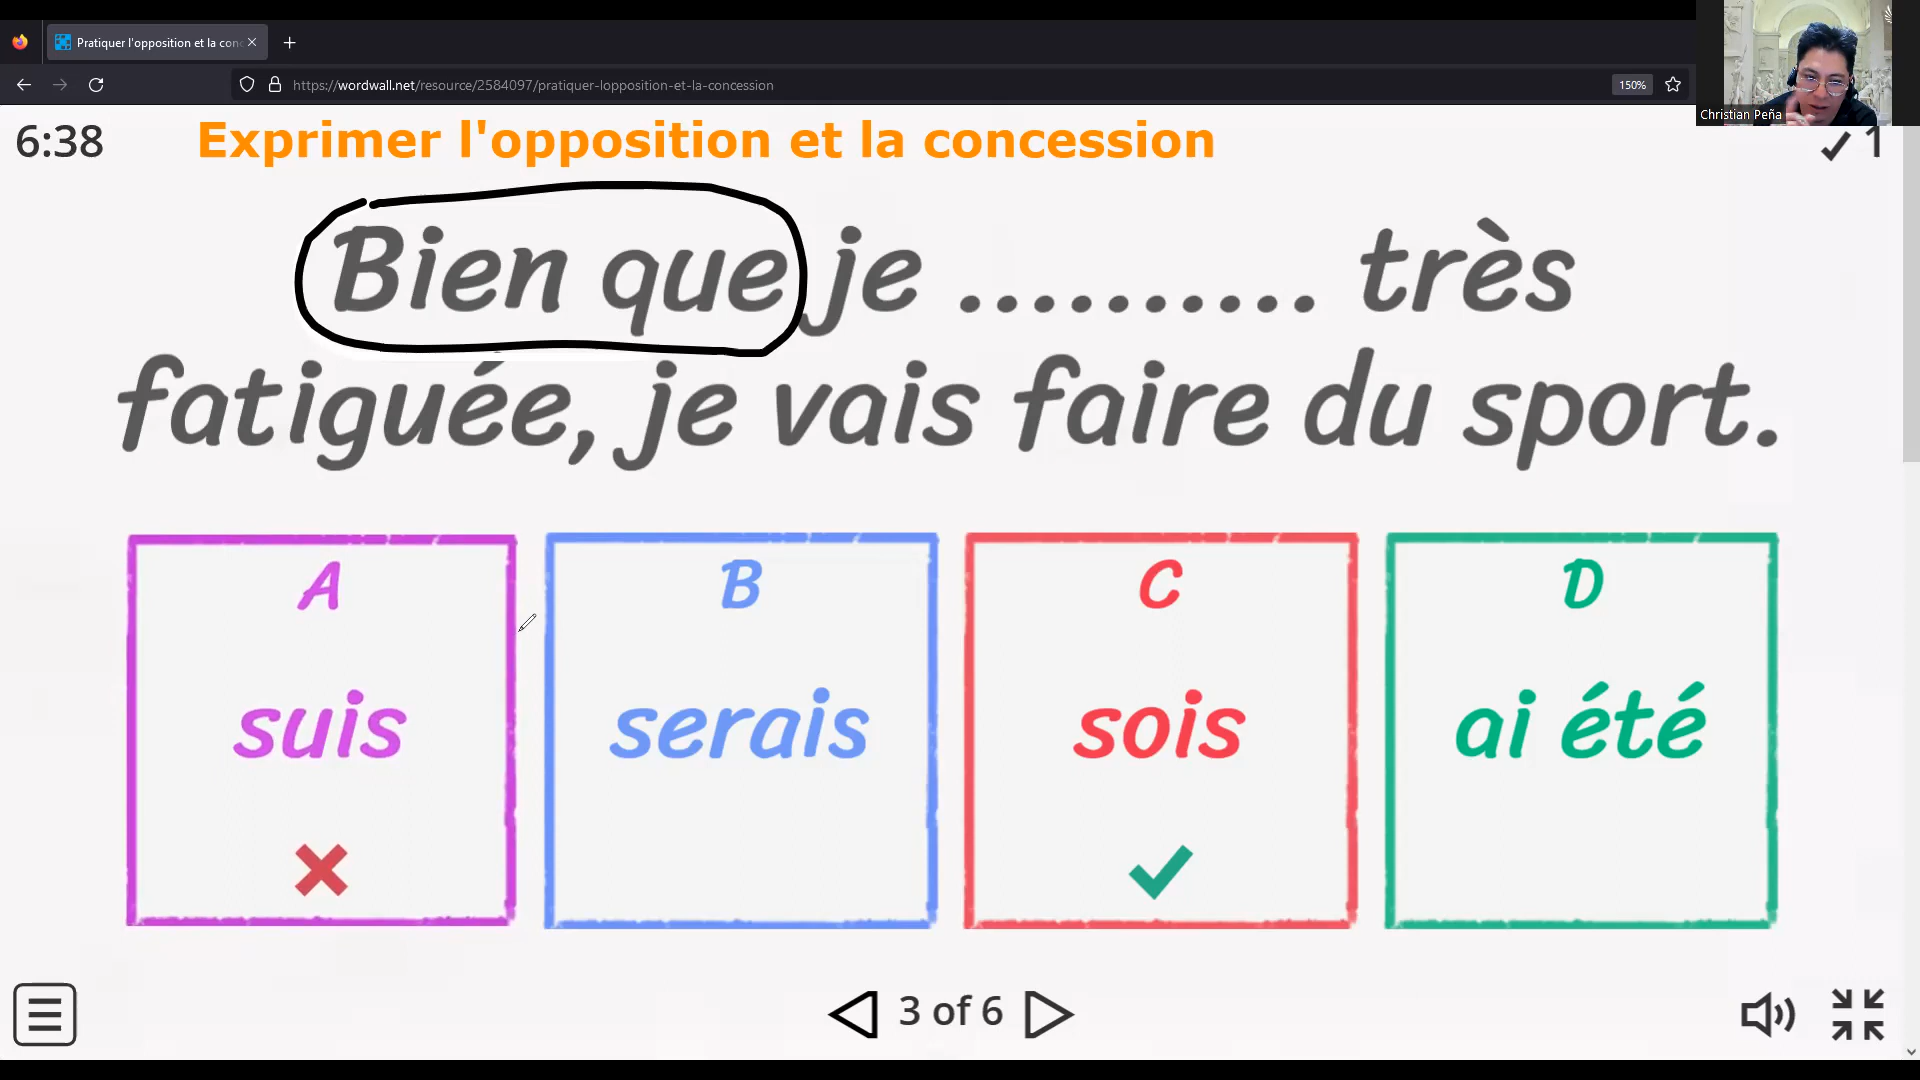 Pratiquer l'opposition et la conc
https://wordwall.net/resource/2584097/pratiquer-lopposition-et-la-concession
150%
Christian Peña
6:38
Exprimer l'opposition et la concession
1
Bien que je .......... très
fatiguée, je vais faire du sport.
A
suis
B
serais
C
sois
D
ai été
3 of 6